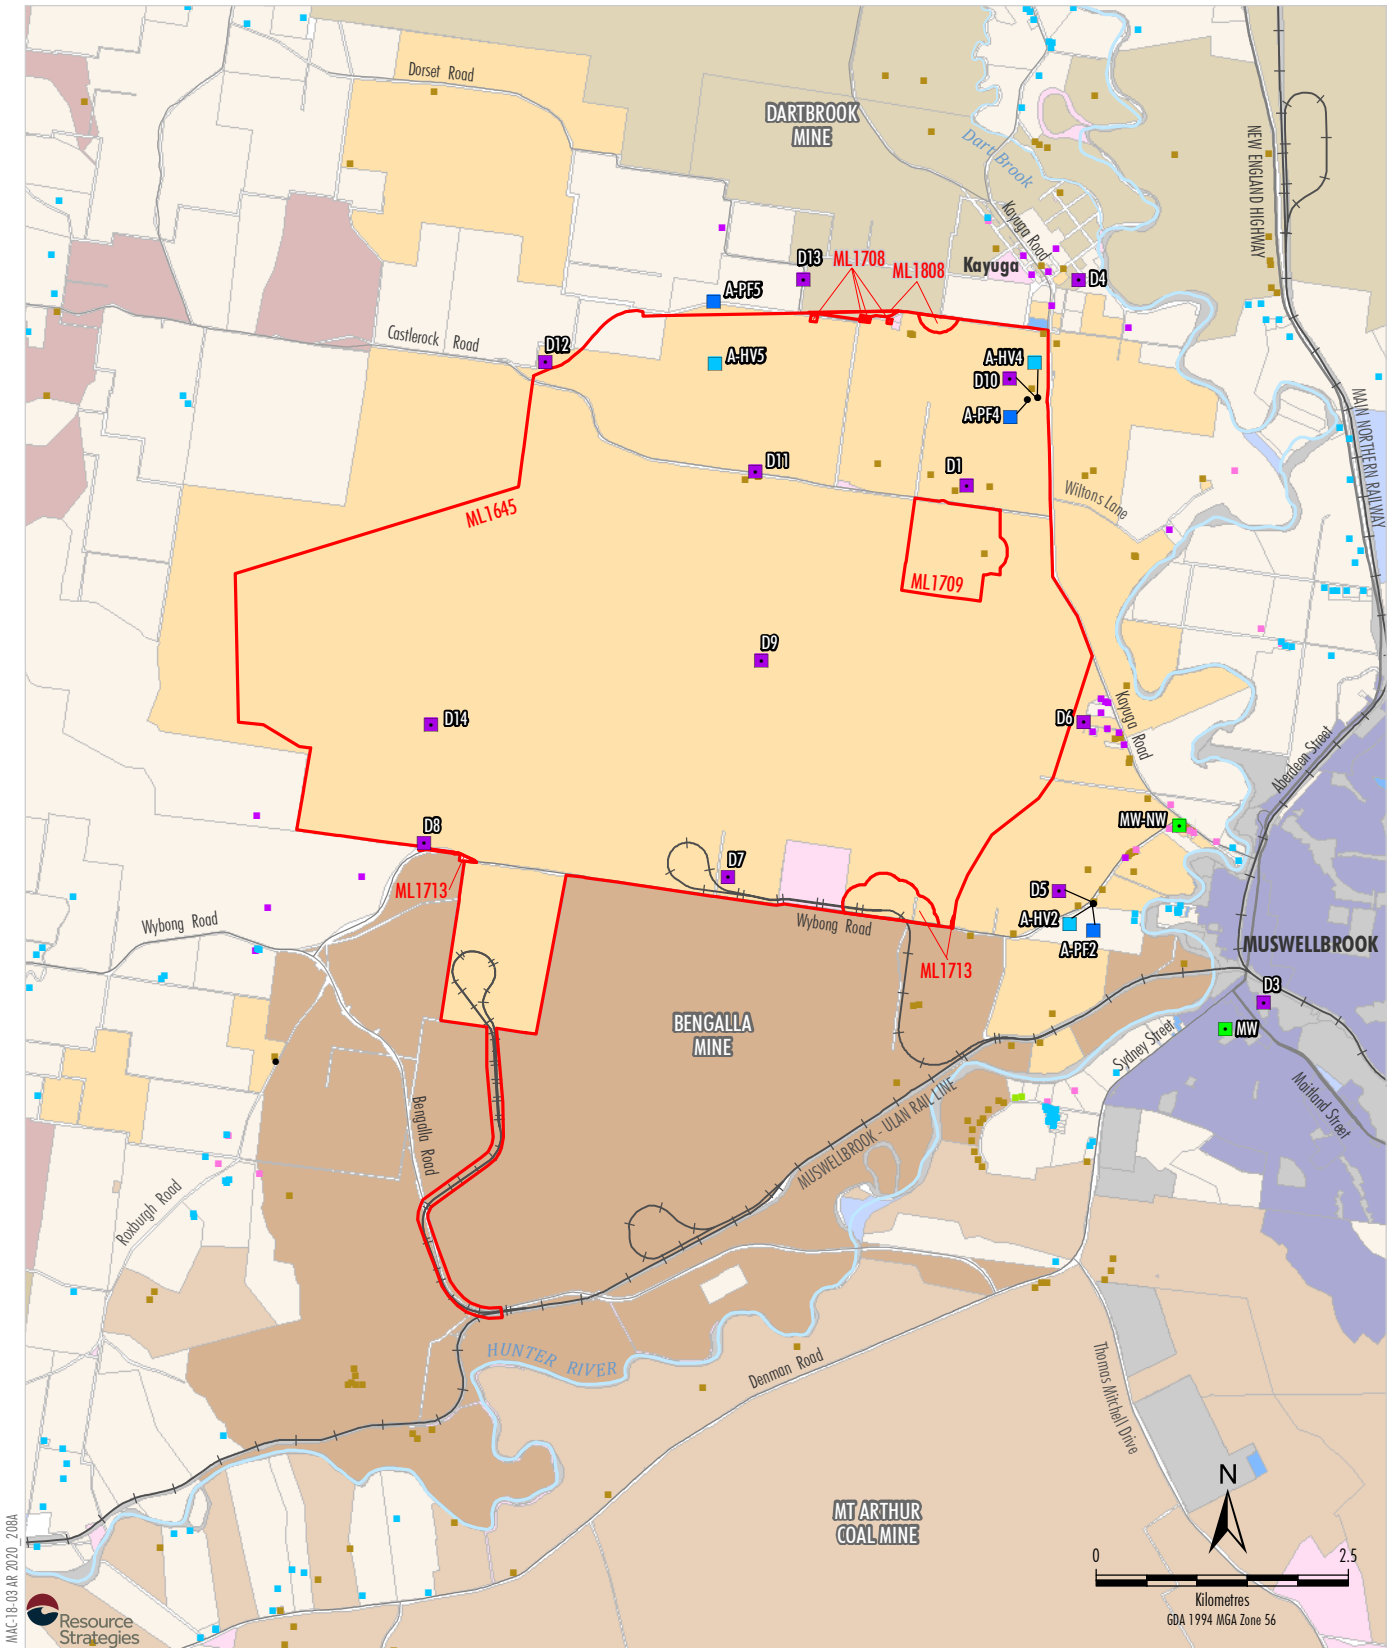 Dorset Road
DARTBROOK
MINE
Dart Brook
NEW ENGLAND HIGHWAY
Kayuga Road
Kayuga
D13
ML1708
ML1808
D4
A-PF5
Castlerock Road
D12
A-HV5
A-HV4
D10
A-PF4
MAIN NORTHERN RAILWAY
D11
D1
Wiltons Lane
ML1645
ML1709
D9
D14
D6
Kayuga Road
Aberdeen Street
MW-NW
D8
D7
D5
ML1713
A-HV2
Wybong Road
Wybong Road
A-PF2
MUSWELLBROOK
ML1713
D3
BENGALLA
MINE
MW
Sydney Street
Maitland Street
Bengalla Road
MUSWELLBROOK - ULAN RAIL LINE
Roxburgh Road
HUNTER RIVER
Denman Road
Thomas Mitchell Drive
N
MT ARTHUR
COAL MINE
0 2.5
Kilometres
GDA 1994 MGA Zone 56
MAC-18-03 AR 2020_208A
Resource
Strategies